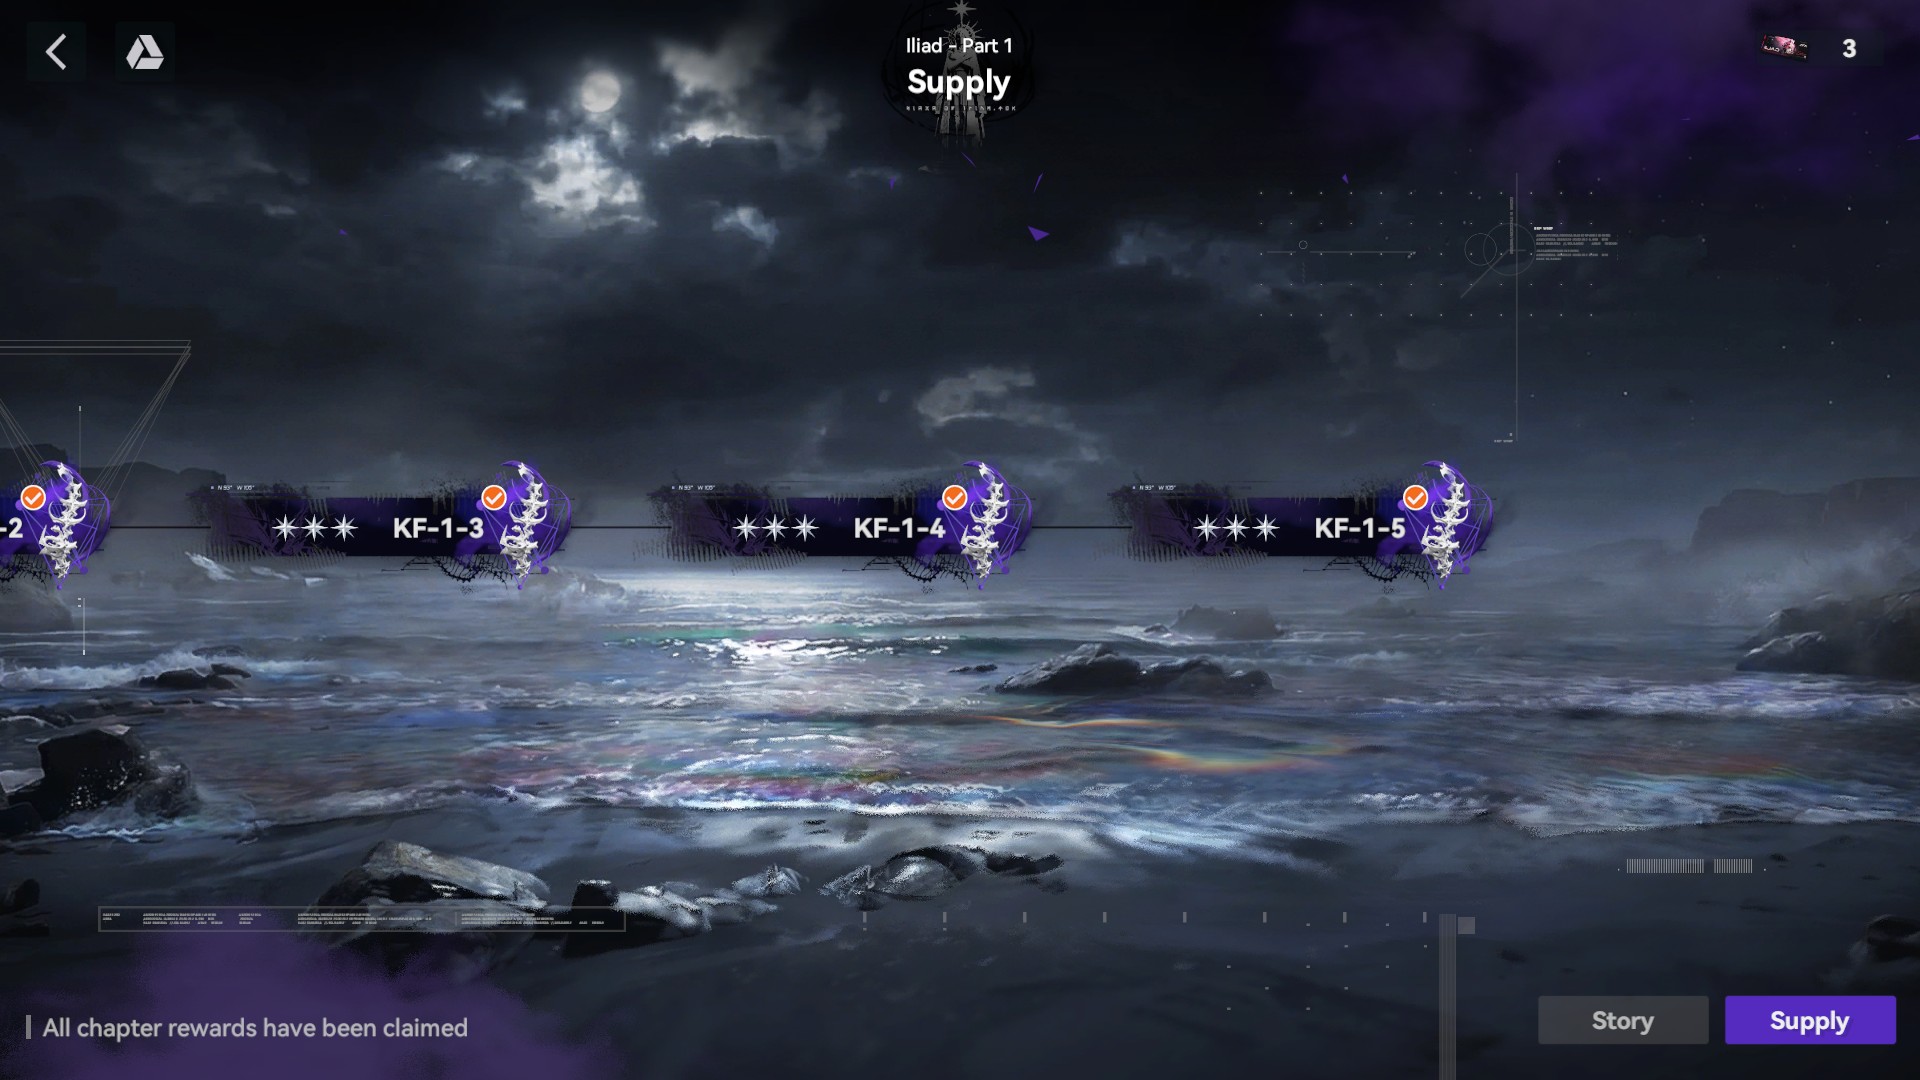 Iliad - Part 1
Supply
3
-2
KF-1-3
KF-1-4
KF-1-5
All chapter rewards have been claimed
Story
Supply